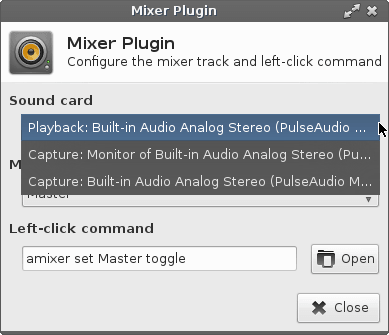 Mixer Plugin
Mixer Plugin
Configure the mixer track and left-click command
Sound card
Playback: Built-in Audio Analog Stereo (PulseAudio ...
Capture: Monitor of Built-in Audio Analog Stereo (Pu...
Capture: Built-in Audio Analog Stereo (PulseAudio M...
Master
Left-click command
amixer set Master toggle
Open
Close